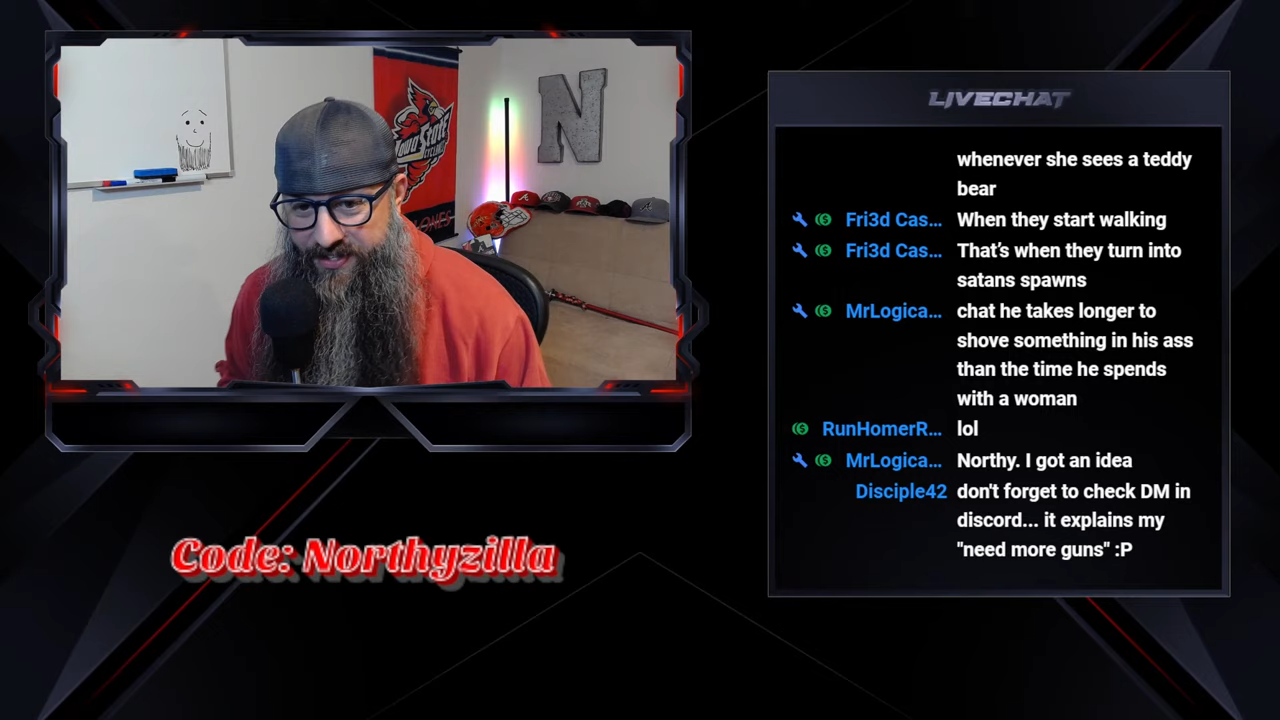 LIVECHAT
whenever she sees a teddy
bear
Fri3d Cas... When they start walking
Fri3d Cas... That's when they turn into
satans spawns
MrLogica... chat he takes longer to
shove something in his ass
than the time he spends
with a woman
RunHomerR... lol
MrLogica... Northy. I got an idea
Disciple42 don't forget to check DM in
discord... it explains my
"need more guns" :P
Iowa State
CYCLONES
N
A
Code: Northyzilla